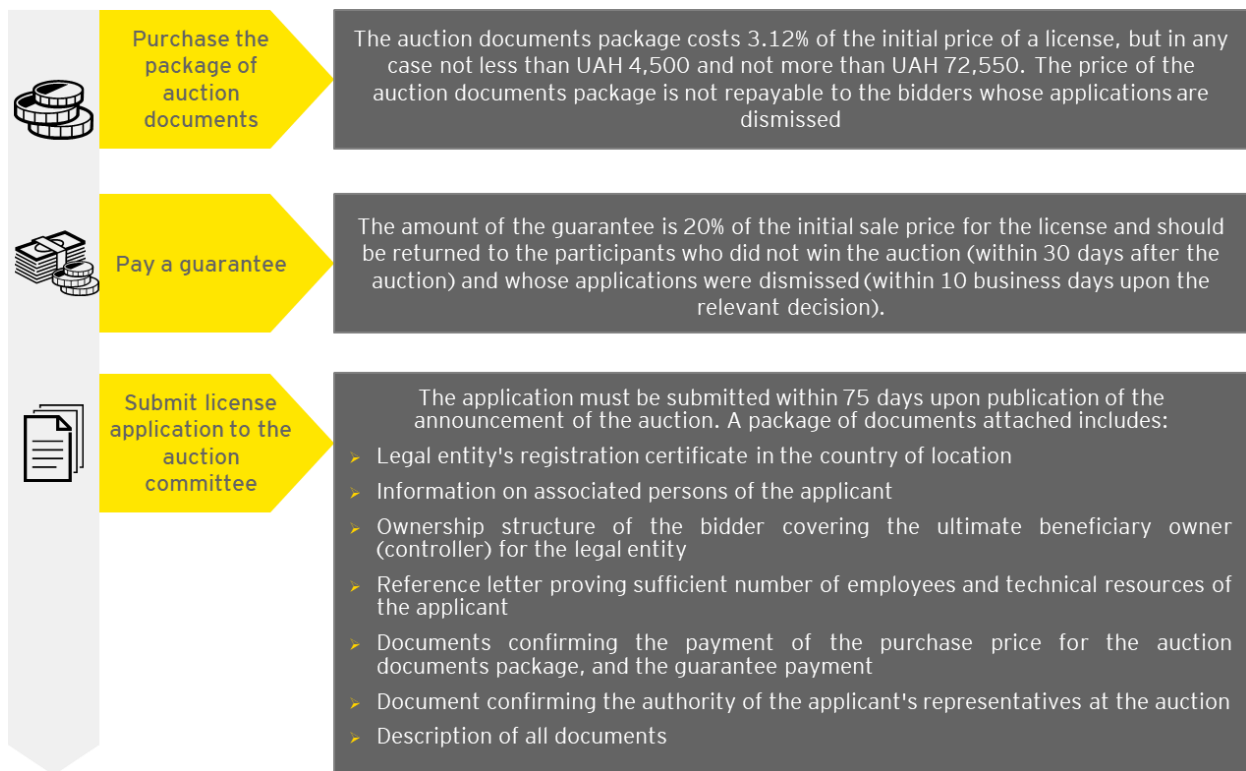 Purchase the
package of
auction
documents
The auction documents package costs 3.12% of the initial price of a license, but in any
case not less than UAH 4,500 and not more than UAH 72,550. The price of the
auction documents package is not repayable to the bidders whose applications are
dismissed
Pay a guarantee
The amount of the guarantee is 20% of the initial sale price for the license and should
be returned to the participants who did not win the auction (within 30 days after the
auction) and whose applications were dismissed (within 10 business days upon the
relevant decision).
Submit license
application to the
auction
committee
The application must be submitted within 75 days upon publication of the
announcement of the auction. A package of documents attached includes:
Legal entity's registration certificate in the country of location
Information on associated persons of the applicant
Ownership structure of the bidder covering the ultimate beneficiary owner
(controller) for the legal entity
Reference letter proving sufficient number of employees and technical resources of
the applicant
Documents confirming the payment of the purchase price for the auction
documents package, and the guarantee payment
Document confirming the authority of the applicant's representatives at the auction
Description of all documents